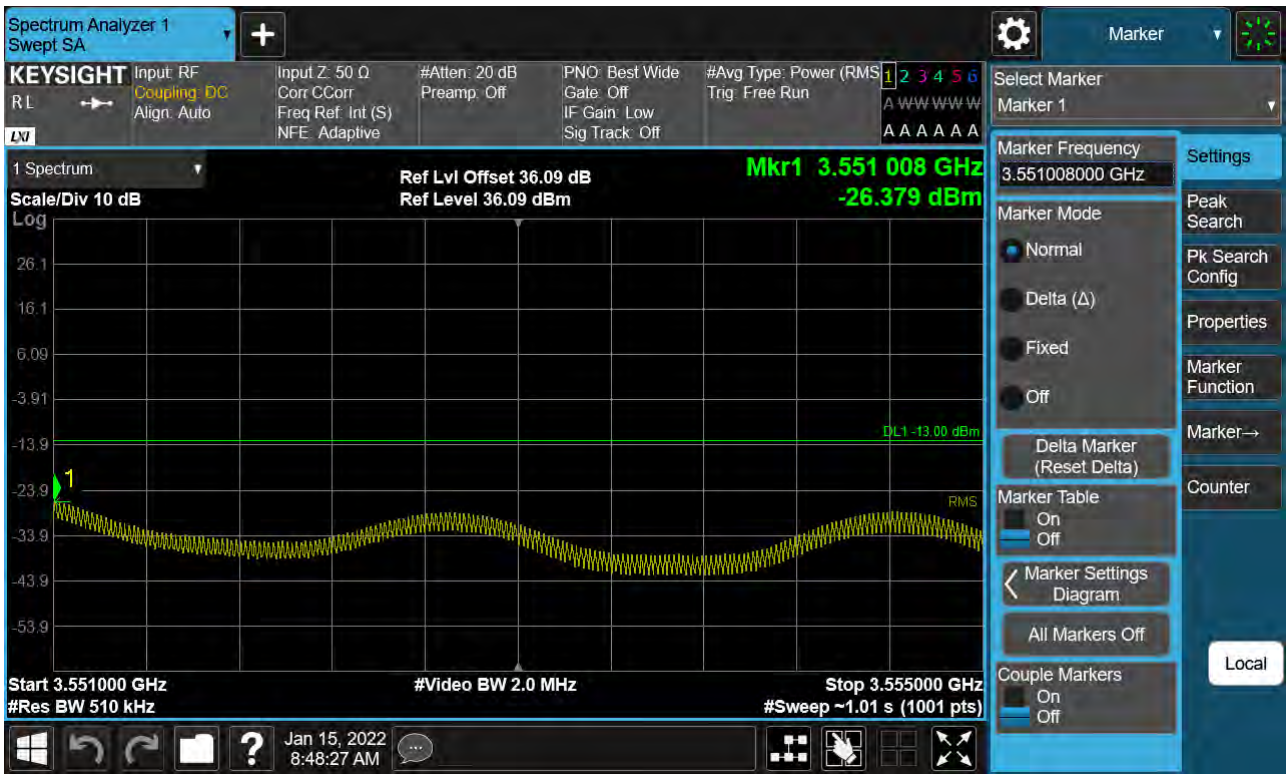 Spectrum Analyzer 1
Swept SA
Marker
KEYSIGHT
R L
LXI
Input: RF
Coupling: DC
Align: Auto
Input Z: 50 Ω
Corr CCorr
Freq Ref: Int (S)
NFE: Adaptive
#Atten: 20 dB
Preamp: Off
PNO: Best Wide
Gate: Off
IF Gain: Low
Sig Track: Off
#Avg Type: Power (RMS
Trig: Free Run
1 2 3 4 5 6
A W W W W W
A A A A A A
Select Marker
Marker 1
1 Spectrum
Scale/Div 10 dB
Ref Lvl Offset 36.09 dB
Ref Level 36.09 dBm
Mkr1 3.551 008 GHz
-26.379 dBm
Log
26.1
16.1
6.09
-3.91
-13.9
-23.9
-33.9
-43.9
-53.9
DL1 -13.00 dBm
1
RMS
Start 3.551000 GHz
#Res BW 510 kHz
#Video BW 2.0 MHz
Stop 3.555000 GHz
#Sweep ~1.01 s (1001 pts)
Marker Frequency
3.551008000 GHz
Marker Mode
Normal
Delta (Δ)
Fixed
Off
Delta Marker
(Reset Delta)
Marker Table
On
Off
Marker Settings
Diagram
All Markers Off
Couple Markers
On
Off
Settings
Peak
Search
Pk Search
Config
Properties
Marker
Function
Marker→
Counter
Local
?
Jan 15, 2022
8:48:27 AM